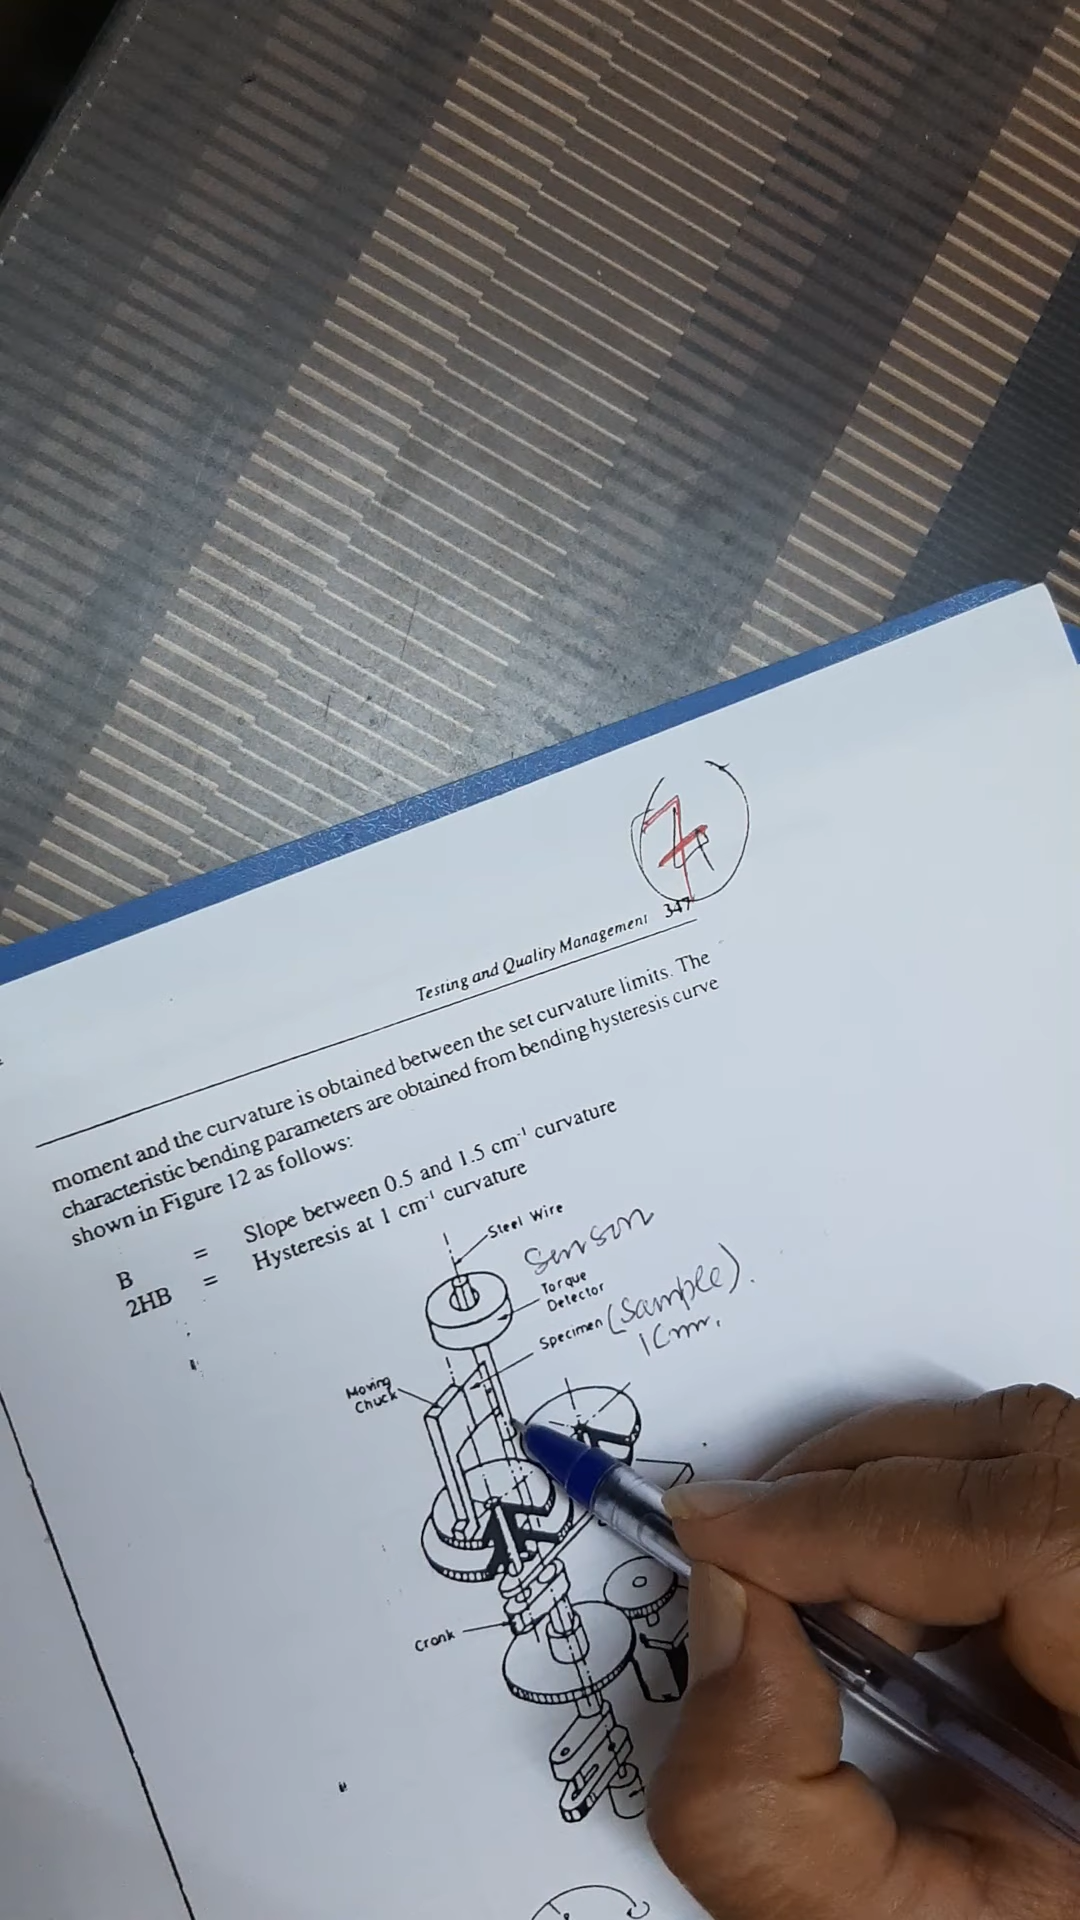 Testing and Quality Management 347
moment and the curvature is obtained between the set curvature limits. The
characteristic bending parameters are obtained from bending hysteresis curve
shown in Figure 12 as follows:
B = Slope between 0.5 and 1.5 cm⁻¹ curvature
2HB = Hysteresis at 1 cm⁻¹ curvature
Steel Wire
Sensor
Torque
Detector
Specimen (Sample).
1 cm.
Moving
Chuck
Crank